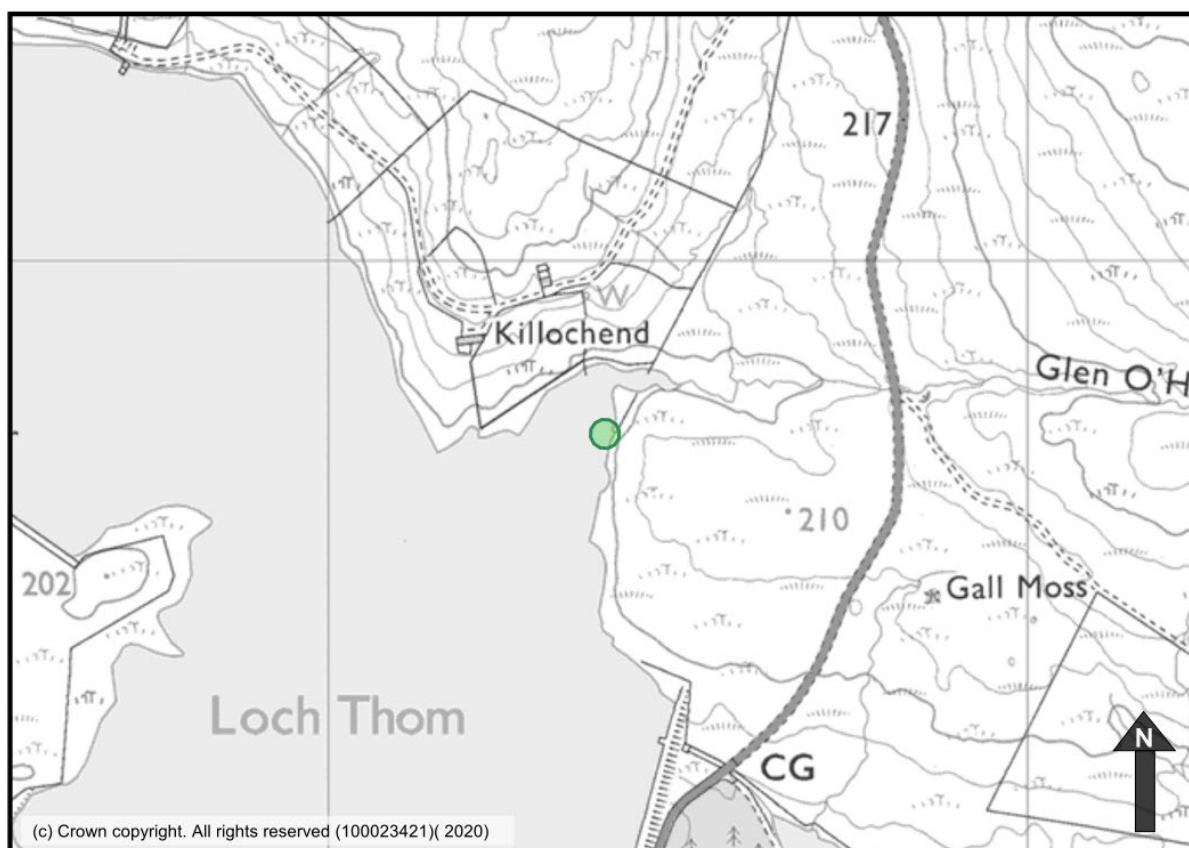 217
W
Killochend
Glen O'H
210
Gall Moss
202
Loch Thom
N
CG
(c) Crown copyright. All rights reserved (100023421)( 2020)